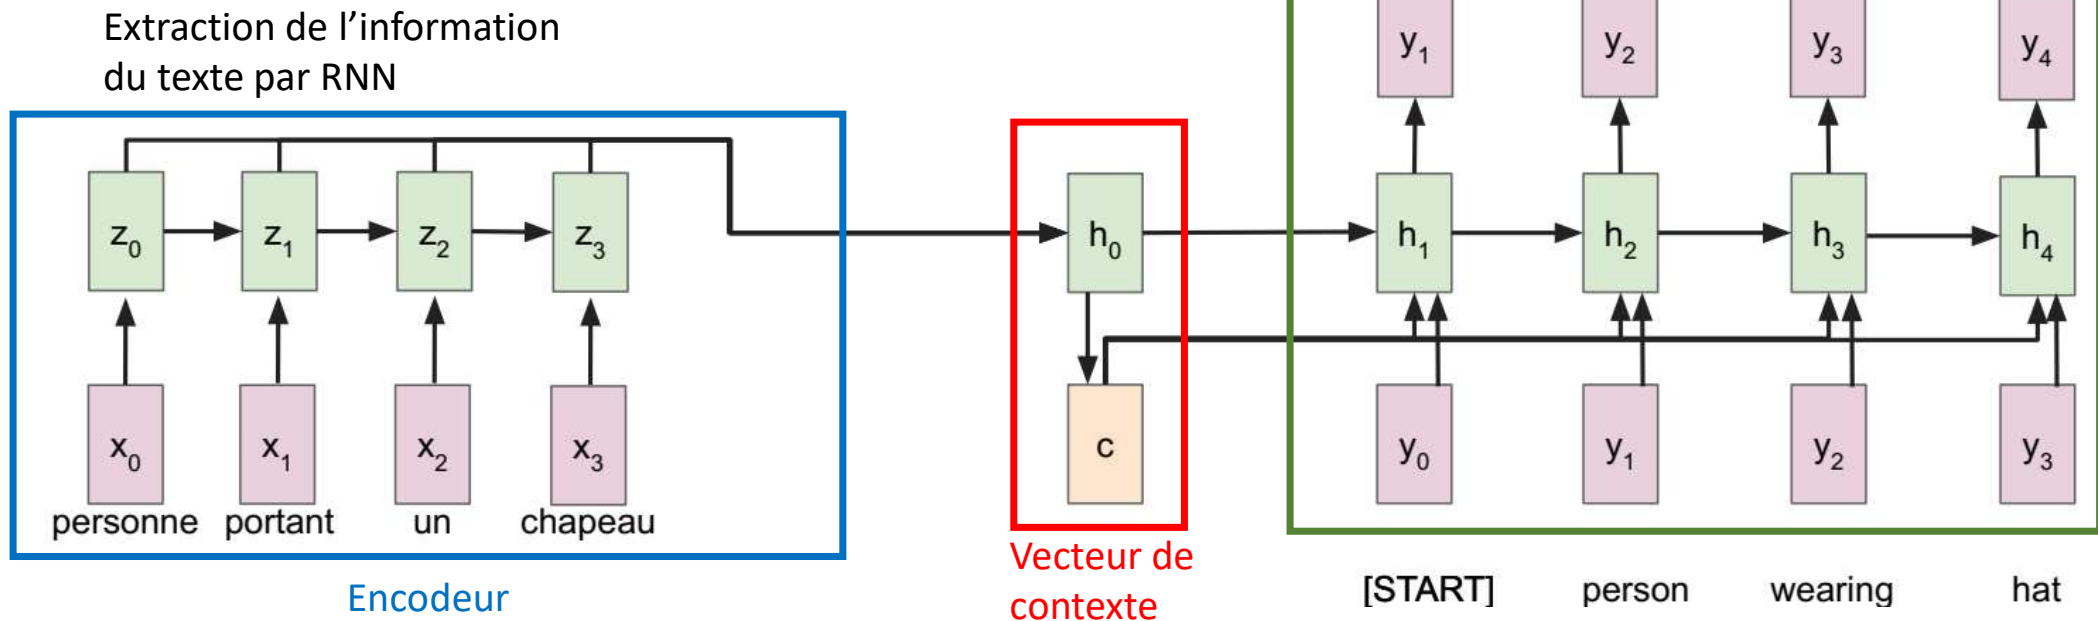 Extraction de l’information
du texte par RNN
y1 y2 y3 y4
z0 z1 z2 z3 h0 h1 h2 h3 h4
x0 x1 x2 x3 c y0 y1 y2 y3
personne portant un chapeau
Encodeur
Vecteur de
contexte
[START] person wearing hat